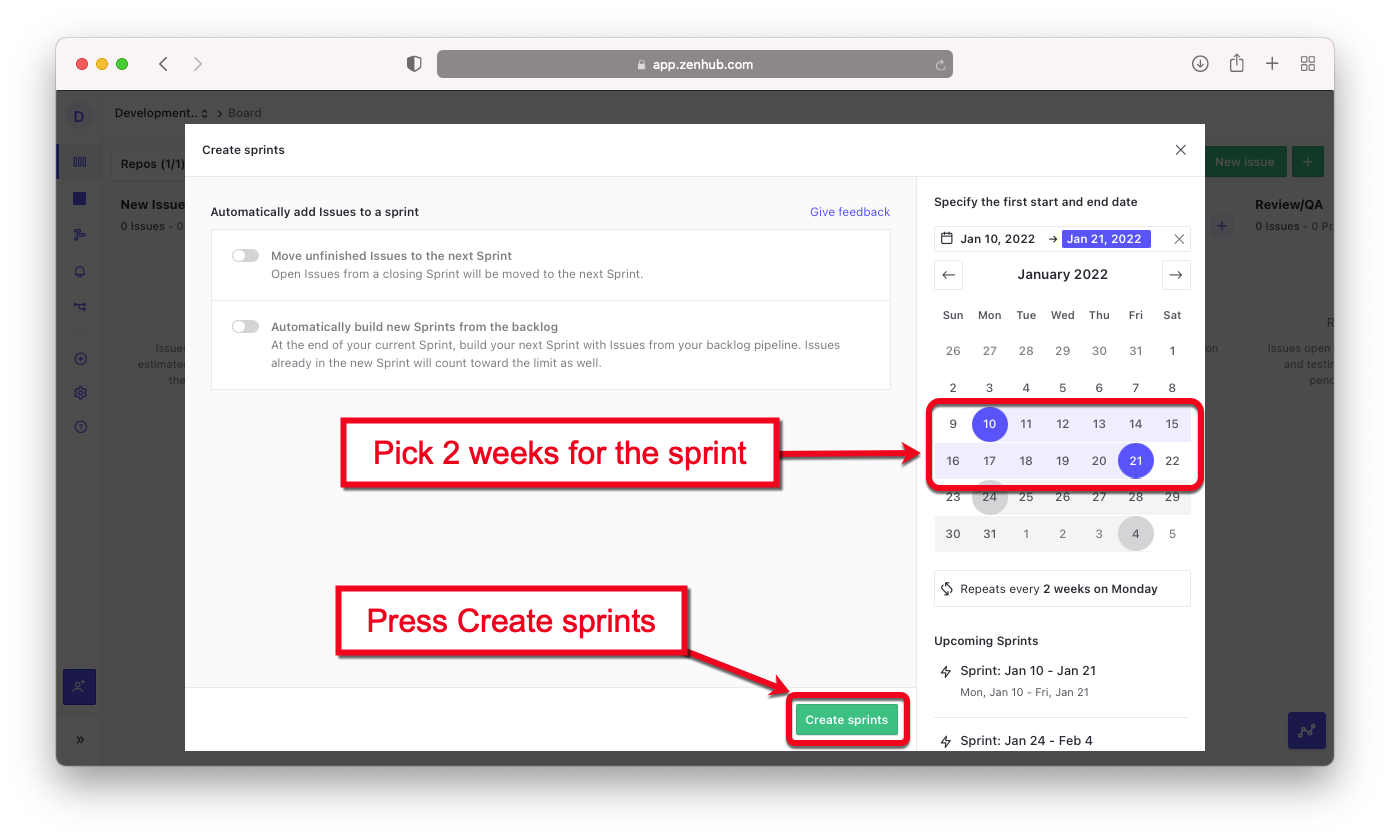 app.zenhub.com
D
Development.. > Board
Repos (1/1)
New issue
+
New Issue
0 Issues - 0
Review/QA
0 Issues - 0 Po
Issues
estimate
the
on
R
Issues open
and testi
pend
Create sprints
Automatically add Issues to a sprint
Give feedback
Move unfinished Issues to the next Sprint
Open Issues from a closing Sprint will be moved to the next Sprint.
Automatically build new Sprints from the backlog
At the end of your current Sprint, build your next Sprint with Issues from your backlog pipeline. Issues
already in the new Sprint will count toward the limit as well.
Pick 2 weeks for the sprint
Press Create sprints
Create sprints
Specify the first start and end date
Jan 10, 2022 → Jan 21, 2022
January 2022
Sun Mon Tue Wed Thu Fri Sat
26 27 28 29 30 31 1
2 3 4 5 6 7 8
9 10 11 12 13 14 15
16 17 18 19 20 21 22
23 24 25 26 27 28 29
30 31 1 2 3 4 5
Repeats every 2 weeks on Monday
Upcoming Sprints
Sprint: Jan 10 - Jan 21
Mon, Jan 10 - Fri, Jan 21
Sprint: Jan 24 - Feb 4